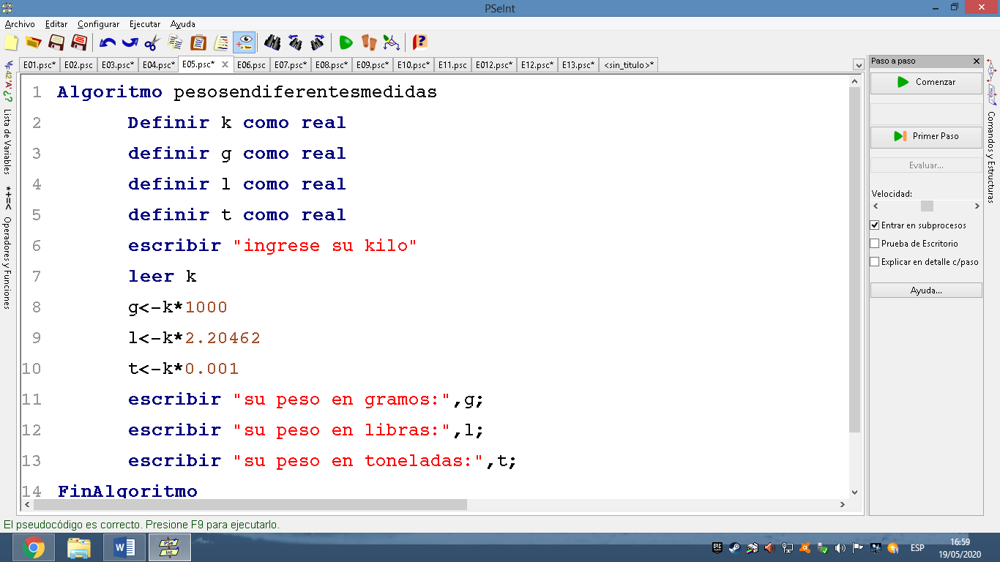 PSeInt
Archivo Editar Configurar Ejecutar Ayuda
E01.psc* E02.psc E03.psc* E04.psc* E05.psc* E06.psc E07.psc* E08.psc* E09.psc* E10.psc* E11.psc E012.psc* E12.psc* E13.psc* <sin_titulo>*
Lista de Variables
*+=< Operadores y Funciones
1 Algoritmo pesosendiferentesmedidas
2 Definir k como real
3 definir g como real
4 definir l como real
5 definir t como real
6 escribir "ingrese su kilo"
7 leer k
8 g<-k*1000
9 l<-k*2.20462
10 t<-k*0.001
11 escribir "su peso en gramos:",g;
12 escribir "su peso en libras:",l;
13 escribir "su peso en toneladas:",t;
14 FinAlgoritmo
Paso a paso
Comenzar
Primer Paso
Evaluar...
Velocidad:
Entrar en subprocesos
Prueba de Escritorio
Explicar en detalle c/paso
Ayuda...
Comandos y Estructuras
El pseudocódigo es correcto. Presione F9 para ejecutarlo.
PSe
Int
ESP
16:59
19/05/2020